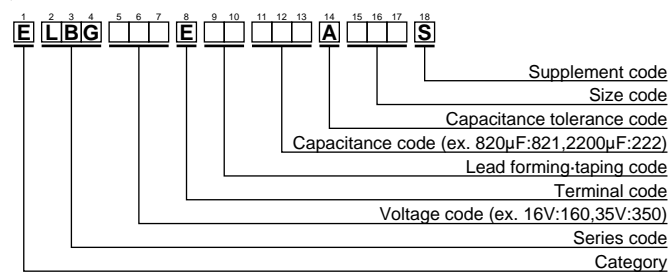 1 2 3 4 5 6 7 8 9 10 11 12 13 14 15 16 17 18
E L B G E A S
Supplement code
Size code
Capacitance tolerance code
Capacitance code (ex. 820µF:821,2200µF:222)
Lead forming·taping code
Terminal code
Voltage code (ex. 16V:160,35V:350)
Series code
Category